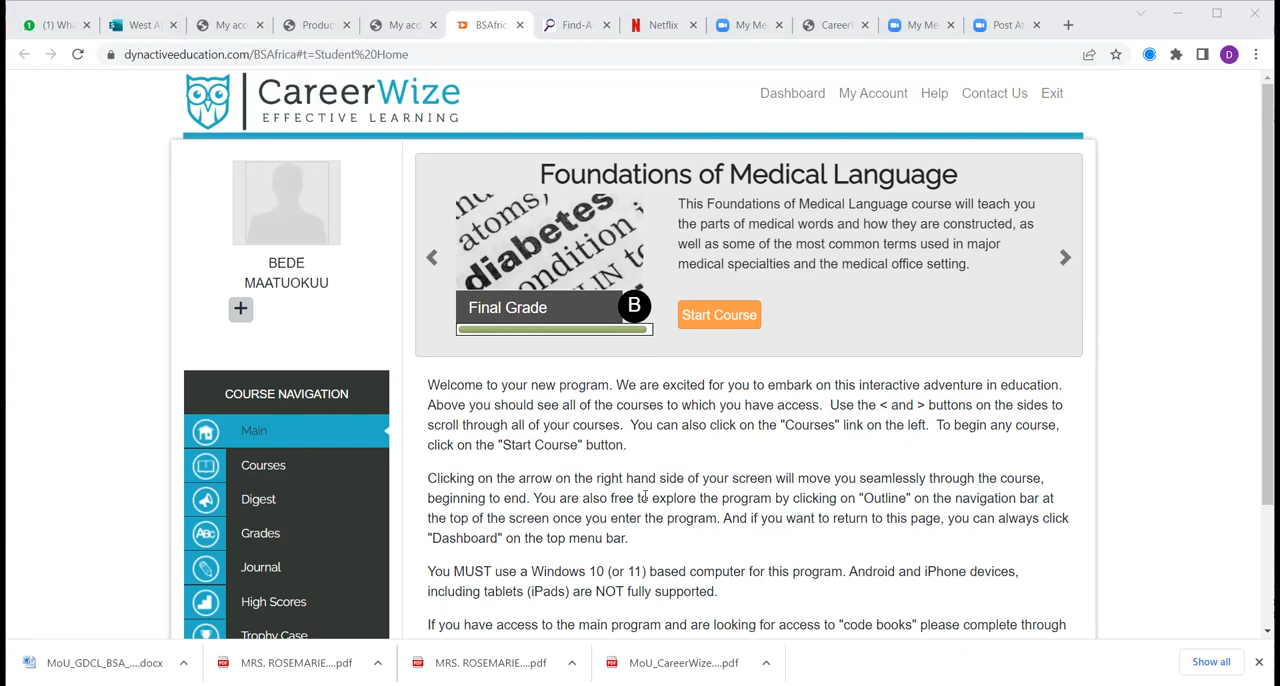 (1) Wha
West A
My acc
Produc
My acc
BSAfric
Find-A
Netflix
My Me
Career
My Me
Post At
dynactiveeducation.com/BSAfrica#t=Student%20Home
D
CareerWize
EFFECTIVE LEARNING
Dashboard My Account Help Contact Us Exit
BEDE
MAATUOKUU
+
Foundations of Medical Language
atoms)
diabetes
condition
Final Grade B
This Foundations of Medical Language course will teach you
the parts of medical words and how they are constructed, as
well as some of the most common terms used in major
medical specialties and the medical office setting.
Start Course
COURSE NAVIGATION
Main
Courses
Digest
ABC Grades
Journal
High Scores
Trophy Case
Welcome to your new program. We are excited for you to embark on this interactive adventure in education.
Above you should see all of the courses to which you have access. Use the < and > buttons on the sides to
scroll through all of your courses. You can also click on the "Courses" link on the left. To begin any course,
click on the "Start Course" button.
Clicking on the arrow on the right hand side of your screen will move you seamlessly through the course,
beginning to end. You are also free to explore the program by clicking on "Outline" on the navigation bar at
the top of the screen once you enter the program. And if you want to return to this page, you can always click
"Dashboard" on the top menu bar.
You MUST use a Windows 10 (or 11) based computer for this program. Android and iPhone devices,
including tablets (iPads) are NOT fully supported.
If you have access to the main program and are looking for access to "code books" please complete through
MoU_GDCL_BSA_....docx
MRS. ROSEMARIE....pdf
MRS. ROSEMARIE....pdf
MoU_CareerWize....pdf
Show all